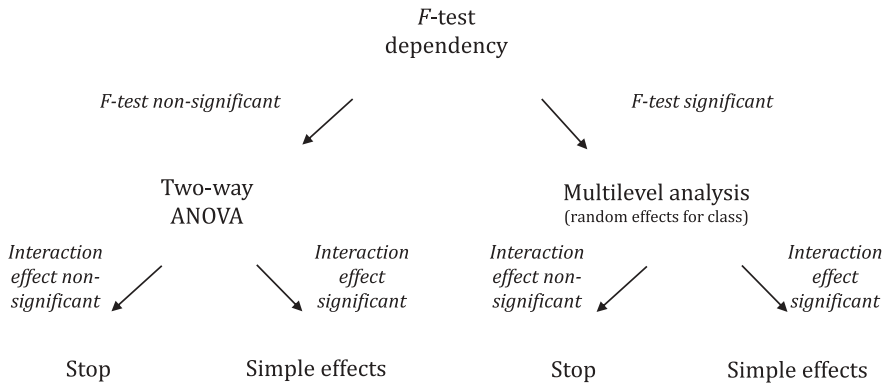 F-test
dependency
F-test non-significant
F-test significant
Two-way
ANOVA
Multilevel analysis
(random effects for class)
Interaction
effect non-
significant
Interaction
effect
significant
Interaction
effect non-
significant
Interaction
effect
significant
Stop
Simple effects
Stop
Simple effects